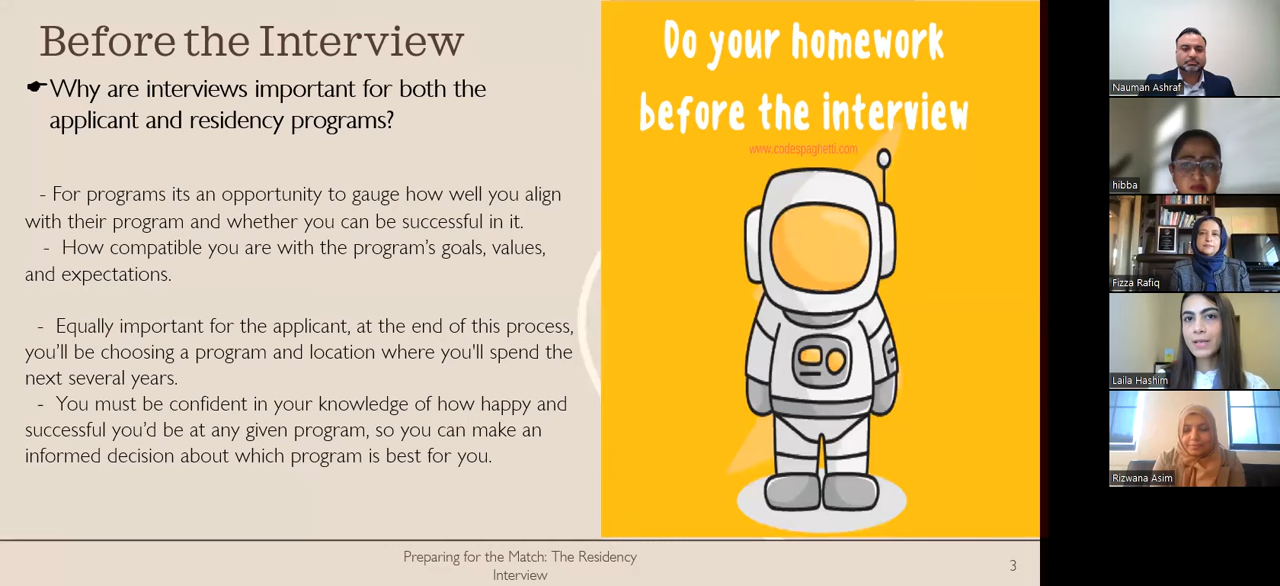 Before the Interview
Why are interviews important for both the
applicant and residency programs?
- For programs its an opportunity to gauge how well you align
with their program and whether you can be successful in it.
- How compatible you are with the program's goals, values,
and expectations.
- Equally important for the applicant, at the end of this process,
you'll be choosing a program and location where you'll spend the
next several years.
- You must be confident in your knowledge of how happy and
successful you'd be at any given program, so you can make an
informed decision about which program is best for you.
Preparing for the Match: The Residency
Interview
3
Do your homework
before the interview
www.codespaghetti.com
Nauman Ashraf
hibba
Fizza Rafiq
Laila Hashim
Rizwana Asim